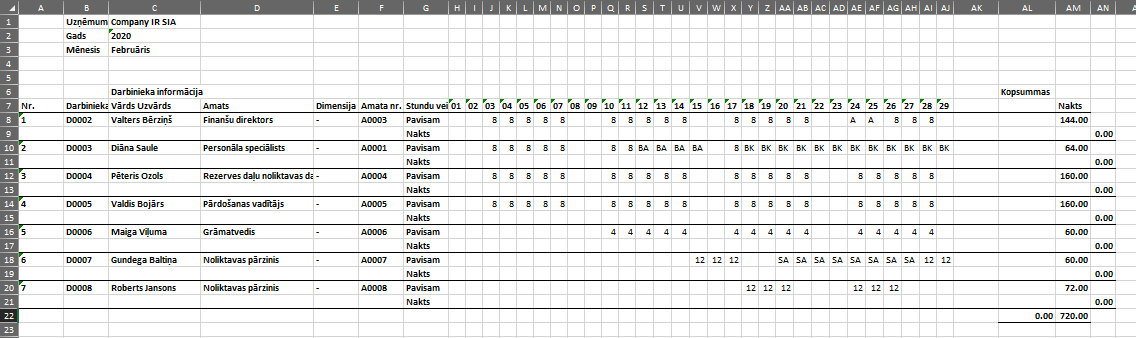 A B C D E F G H I J K L M N O P Q R S T U V W X Y Z AA AB AC AD AE AF AG AH AI AJ AK AL AM AN
1 Uzņēmum Company IR SIA
2 Gads 2020
3 Mēnesis Februāris
4
5
6 Darbinieka informācija Kopsummas
7 Nr. Darbinieka Vārds Uzvārds Amats Dimensija Amata nr. Stundu vei 01 02 03 04 05 06 07 08 09 10 11 12 13 14 15 16 17 18 19 20 21 22 23 24 25 26 27 28 29 Nakts
8 1 D0002 Valters Bērziņš Finanšu direktors - A0003 Pavisam 8 8 8 8 8 8 8 8 8 8 8 8 8 8 8 A A 8 8 8 144.00
9 Nakts 0.00
10 2 D0003 Diāna Saule Personāla speciālists - A0001 Pavisam 8 8 8 8 8 8 8 BA BA BA BA 8 BK BK BK BK BK BK BK BK BK BK BK BK 64.00
11 Nakts 0.00
12 3 D0004 Pēteris Ozols Rezerves daļu noliktavas da - A0004 Pavisam 8 8 8 8 8 8 8 8 8 8 8 8 8 8 8 8 8 8 8 8 160.00
13 Nakts 0.00
14 4 D0005 Valdis Bojārs Pārdošanas vadītājs - A0005 Pavisam 8 8 8 8 8 8 8 8 8 8 8 8 8 8 8 8 8 8 8 8 160.00
15 Nakts 0.00
16 5 D0006 Maiga Viļuma Grāmatvedis - A0006 Pavisam 4 4 4 4 4 4 4 4 4 4 4 4 4 4 4 60.00
17 Nakts 0.00
18 6 D0007 Gundega Baltiņa Noliktavas pārzinis - A0007 Pavisam 12 12 12 SA SA SA SA SA SA SA SA 12 12 60.00
19 Nakts 0.00
20 7 D0008 Roberts Jansons Noliktavas pārzinis - A0008 Pavisam 12 12 12 12 12 12 72.00
21 Nakts 0.00
22 0.00 720.00
23